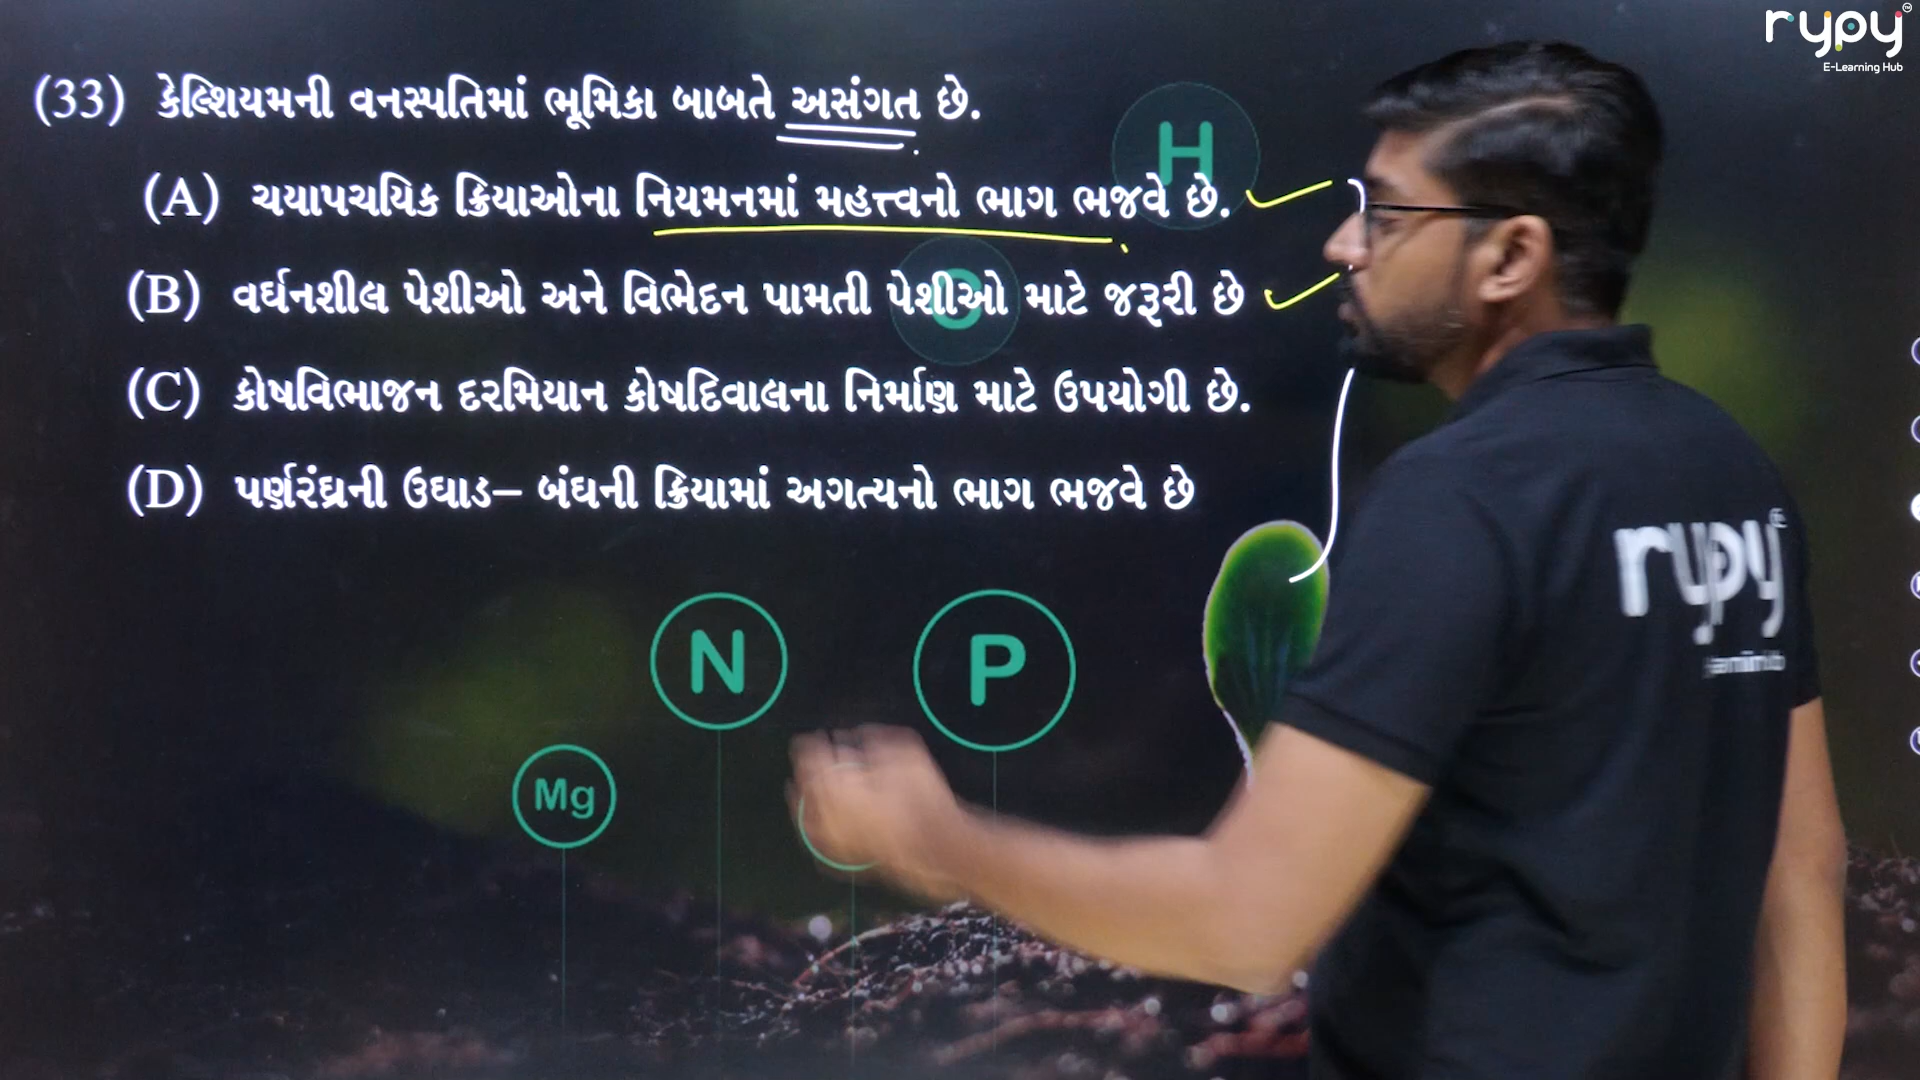 rypy
TM
E-Learning Hub
(33) કેલ્શિયમની વનસ્પતિમાં ભૂમિકા બાબતે અસંગત છે.
H
(A) ચયાપચયિક ક્રિયાઓના નિયમનમાં મહત્ત્વનો ભાગ ભજવે છે.
C
(B) વર્ધનશીલ પેશીઓ અને વિભેદન પામતી પેશીઓ માટે જરૂરી છે
(C) કોષવિભાજન દરમિયાન કોષદિવાલના નિર્માણ માટે ઉપયોગી છે.
(D) પર્ણરંધ્રની ઉઘાડ– બંધની ક્રિયામાં અગત્યનો ભાગ ભજવે છે
rypy
N
P
Mg